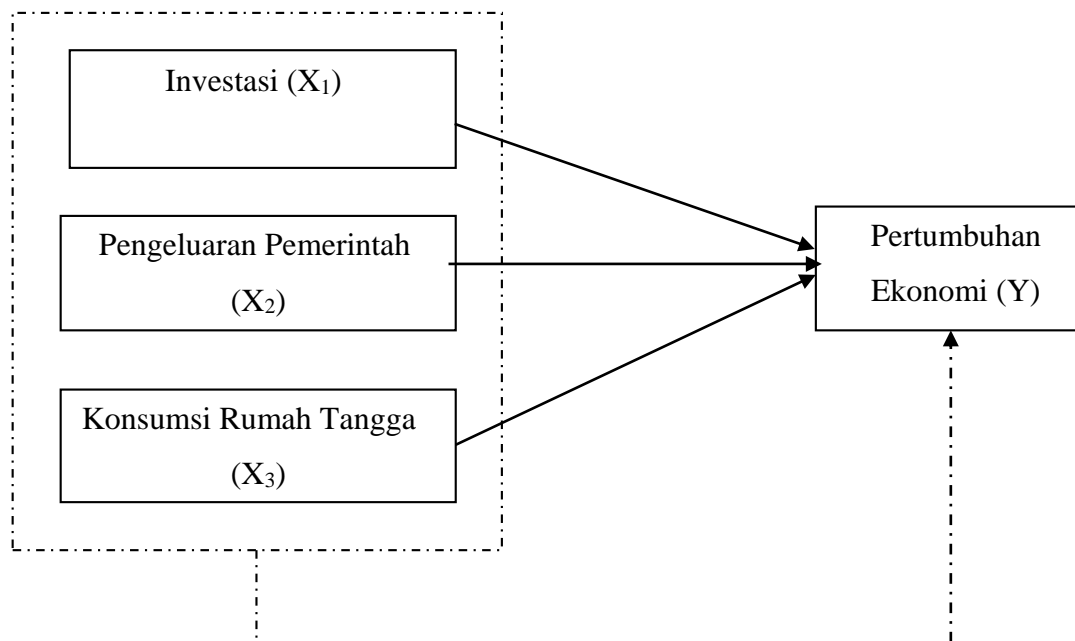 Investasi (X₁)
Pengeluaran Pemerintah
(X₂)
Konsumsi Rumah Tangga
(X₃)
Pertumbuhan
Ekonomi (Y)